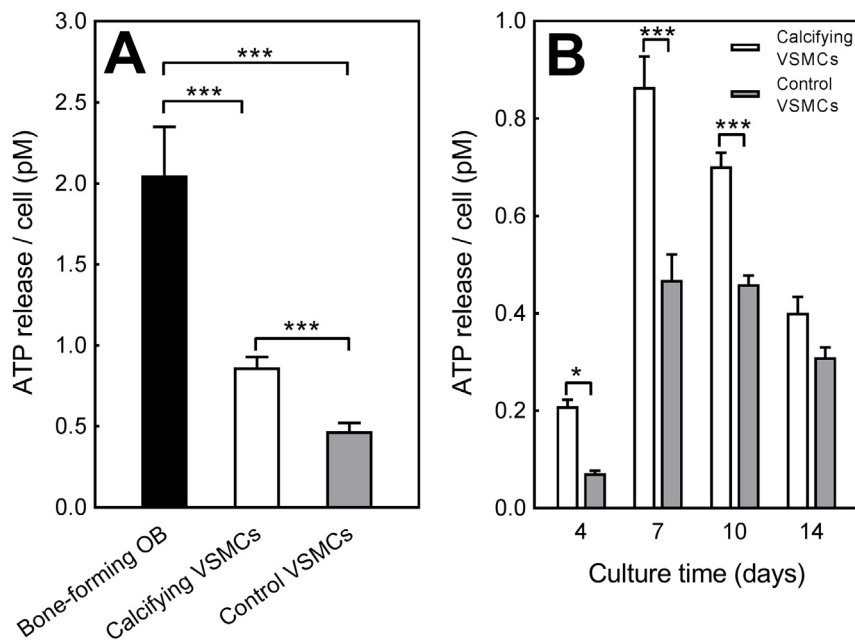 A
ATP release / cell (pM)
3.0
2.5
2.0
1.5
1.0
0.5
0.0
***
***
***
Bone-forming OB
Calcifying VSMCs
Control VSMCs
B
ATP release / cell (pM)
1.0
0.8
0.6
0.4
0.2
0.0
Calcifying
VSMCs
Control
VSMCs
*
***
***
4
7
10
14
Culture time (days)